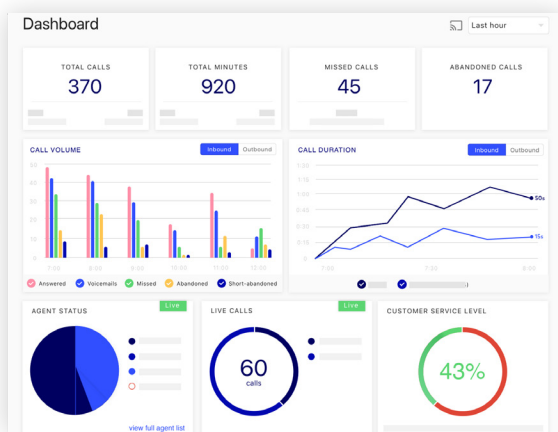 Dashboard
Last hour
TOTAL CALLS
370
TOTAL MINUTES
920
MISSED CALLS
45
ABANDONED CALLS
17
CALL VOLUME
Inbound
Outbound
50
40
30
20
10
0
7:00
8:00
9:00
10:00
11:00
12:00
Answered
Voicemails
Missed
Abandoned
Short-abandoned
CALL DURATION
Inbound
Outbound
1:30
1:15
1:00
0:45
0:30
0:15
0
50s
15s
7:00
7:30
8:00
AGENT STATUS
Live
view full agent list
LIVE CALLS
Live
60
calls
CUSTOMER SERVICE LEVEL
43%